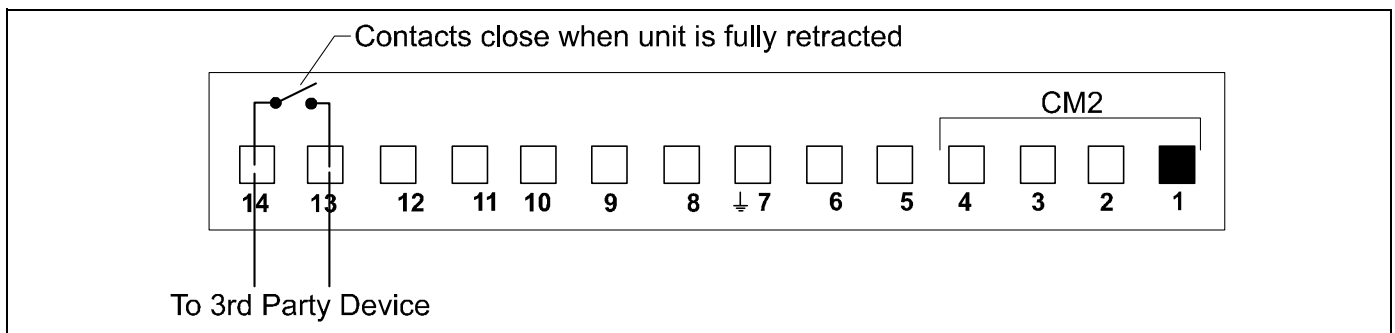 Contacts close when unit is fully retracted
CM2
14 13 12 11 10 9 8 ⏚ 7 6 5 4 3 2 1
To 3rd Party Device